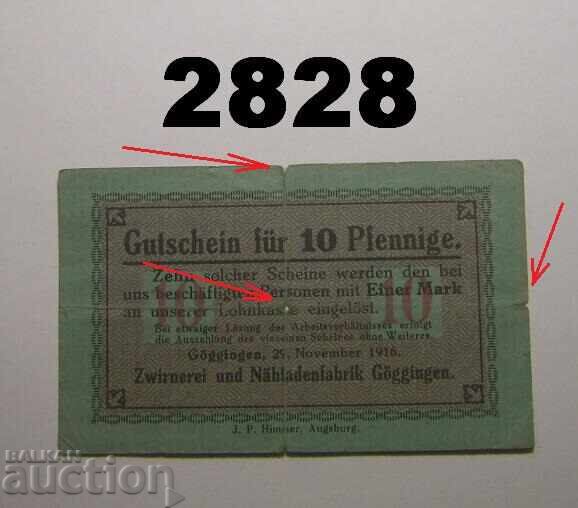 2828
Gutschein für 10 Pfennige.
Zehn solcher Scheine werden den bei
uns beschäftigten Personen mit Einer Mark
an unserer Lohnkasse eingelöst.
10
Bei etwaiger Lösung des Arbeitsverhältnisses erfolgt
die Auszahlung des einzelnen Scheines ohne Weiteres.
Göggingen, 25. November 1916.
Zwirnerei und Nähfadenfabrik Göggingen.
J. P. Himmer, Augsburg.
BALKAN
auction